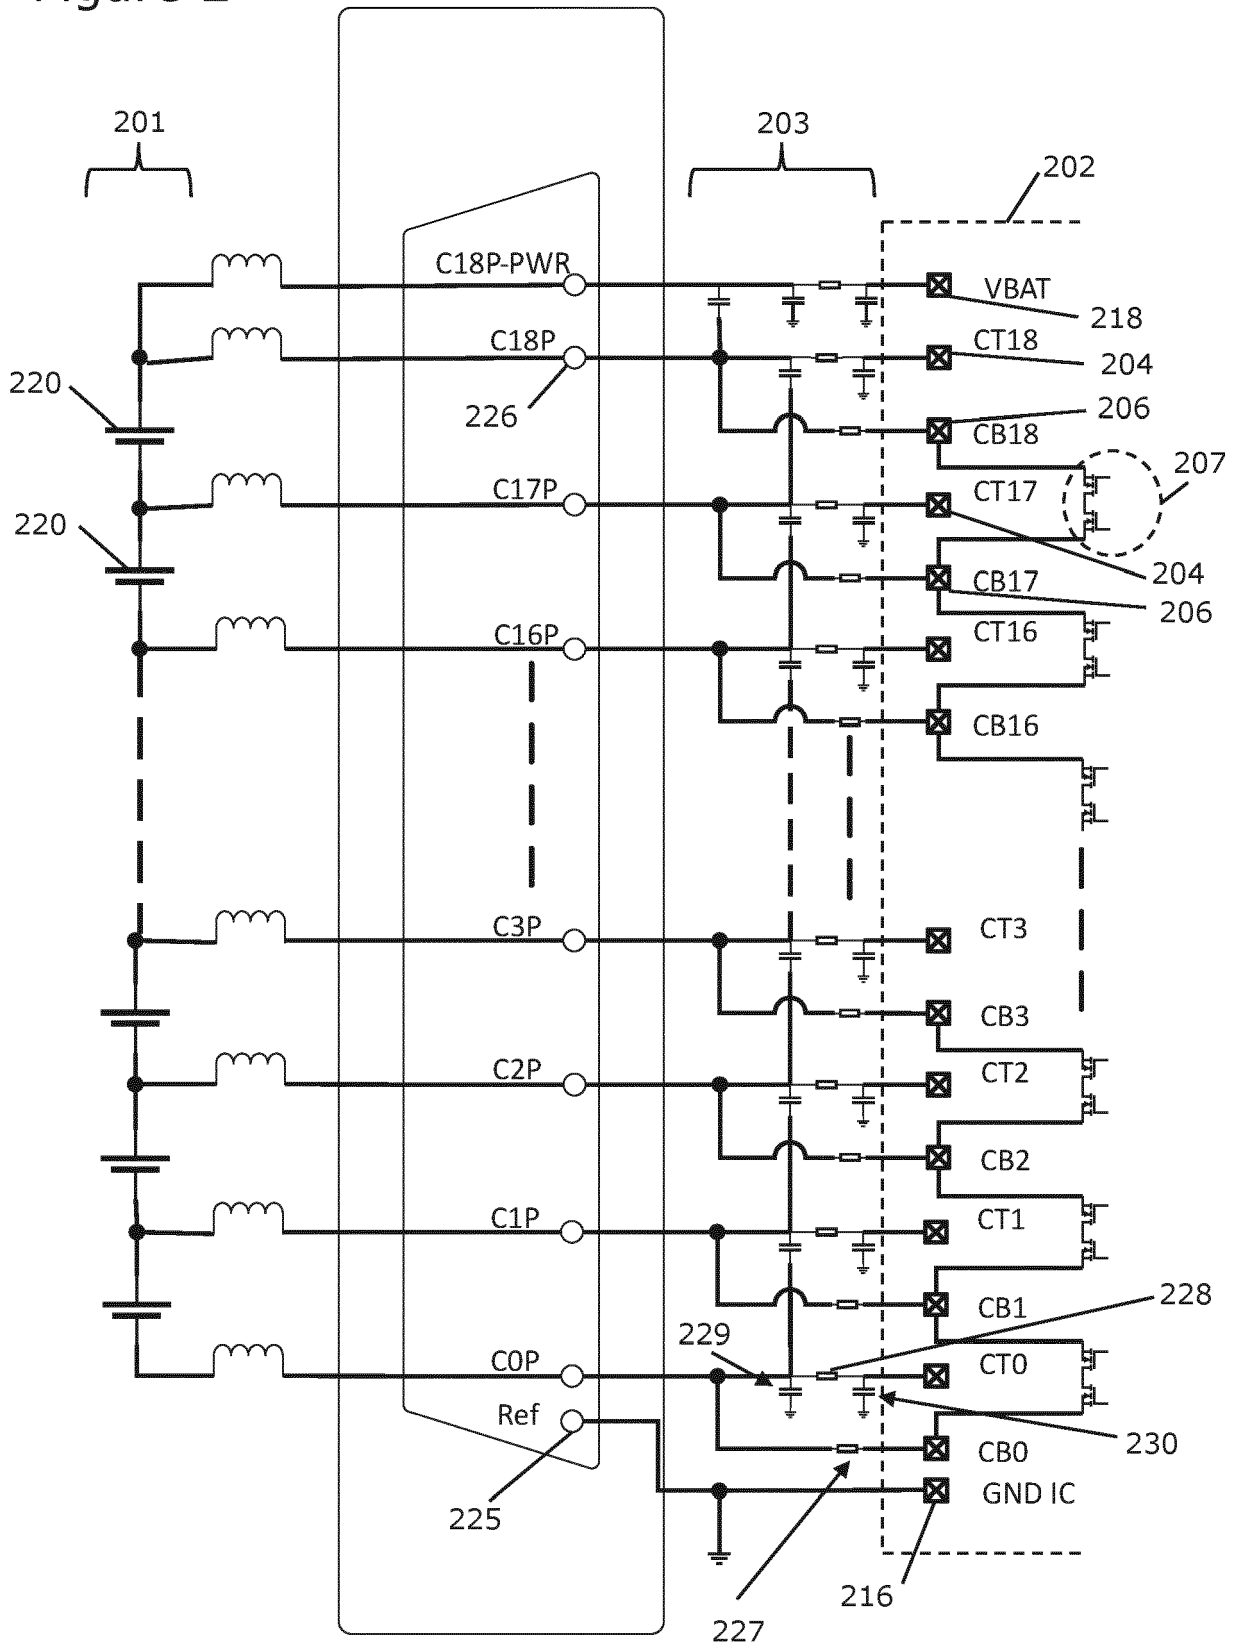 Figure 2
201
203
202
C18P-PWR
VBAT
218
C18P
CT18
204
220
226
206
CB18
207
C17P
CT17
220
204
CB17
206
C16P
CT16
CB16
C3P
CT3
CB3
C2P
CT2
CB2
C1P
CT1
228
CB1
229
C0P
CT0
Ref
230
CB0
225
GND IC
216
227